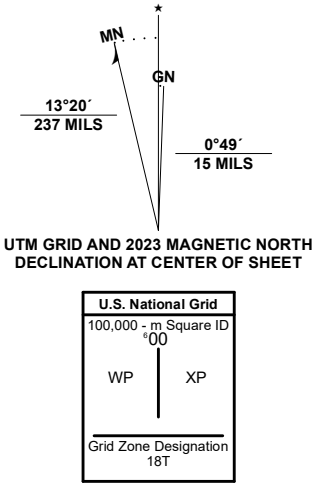 ★
MN
GN
13°20´
237 MILS
0°49´
15 MILS
UTM GRID AND 2023 MAGNETIC NORTH
DECLINATION AT CENTER OF SHEET
U.S. National Grid
100,000 - m Square ID
⁶00
WP XP
Grid Zone Designation
18T